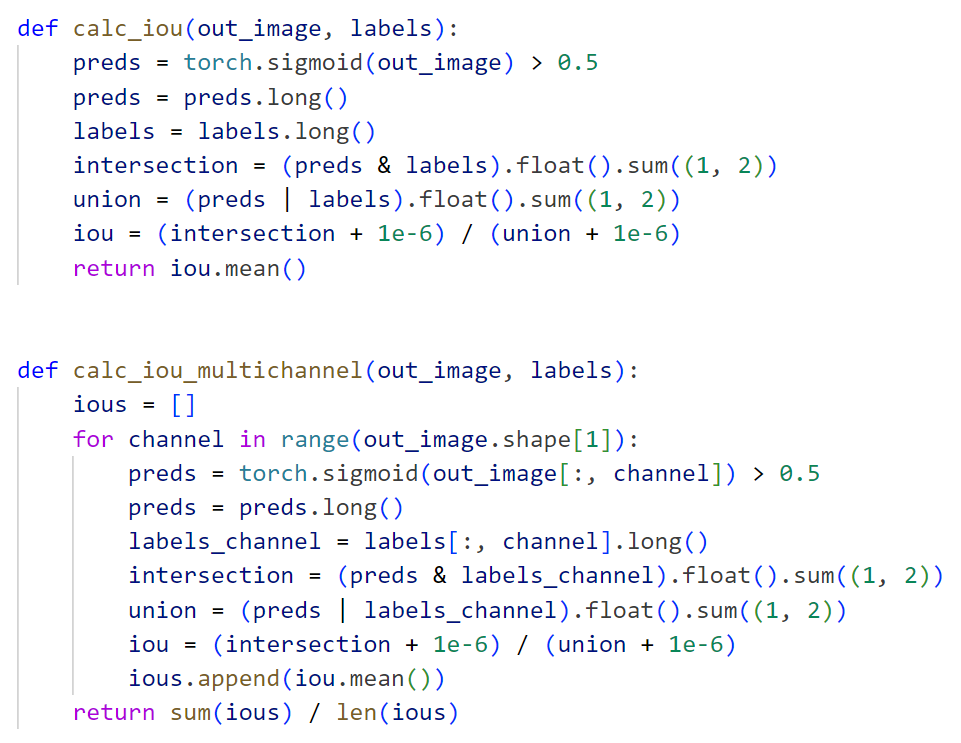 def calc_iou(out_image, labels):
    preds = torch.sigmoid(out_image) > 0.5
    preds = preds.long()
    labels = labels.long()
    intersection = (preds & labels).float().sum((1, 2))
    union = (preds | labels).float().sum((1, 2))
    iou = (intersection + 1e-6) / (union + 1e-6)
    return iou.mean()

def calc_iou_multichannel(out_image, labels):
    ious = []
    for channel in range(out_image.shape[1]):
        preds = torch.sigmoid(out_image[:, channel]) > 0.5
        preds = preds.long()
        labels_channel = labels[:, channel].long()
        intersection = (preds & labels_channel).float().sum((1, 2))
        union = (preds | labels_channel).float().sum((1, 2))
        iou = (intersection + 1e-6) / (union + 1e-6)
        ious.append(iou.mean())
    return sum(ious) / len(ious)